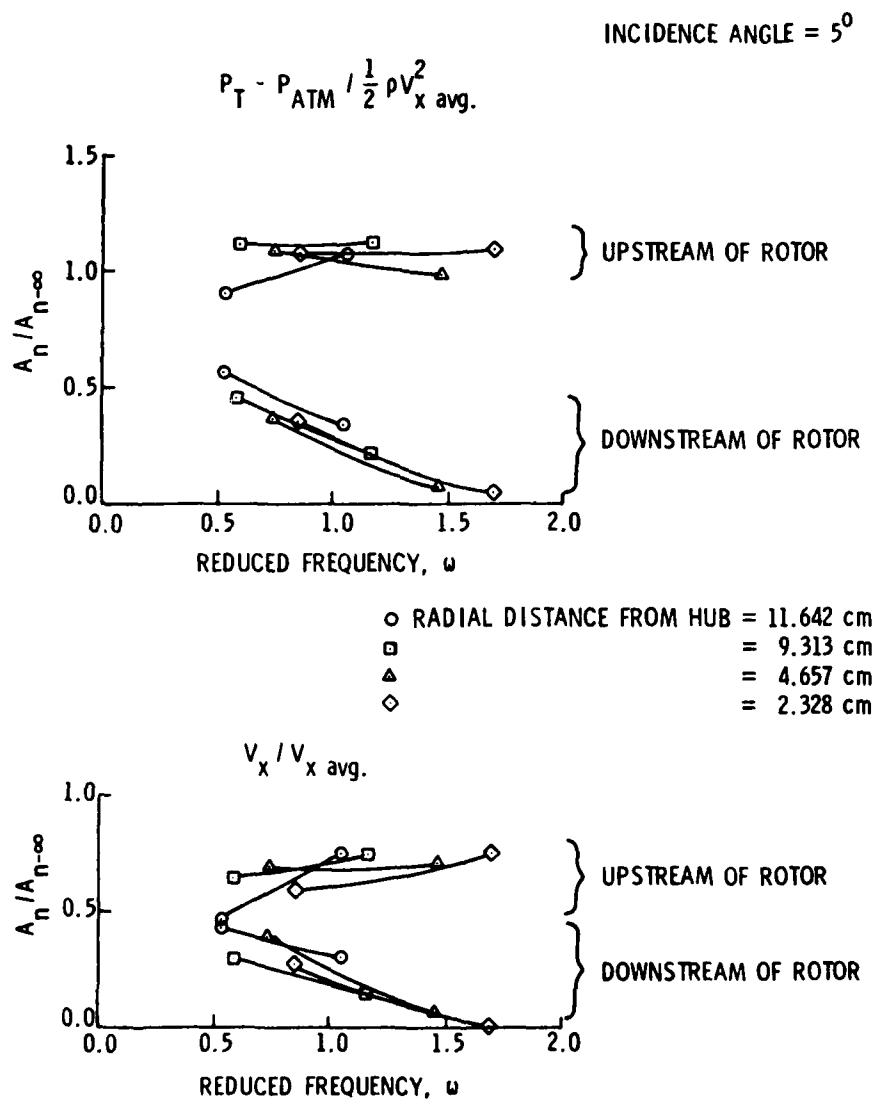 INCIDENCE ANGLE = 5⁰
P_T - P_ATM / 1/2 ρV²_x avg.
1.5
1.0
0.5
0.0
A_n/A_n-∞
UPSTREAM OF ROTOR
DOWNSTREAM OF ROTOR
0.0 0.5 1.0 1.5 2.0
REDUCED FREQUENCY, ω
RADIAL DISTANCE FROM HUB = 11.642 cm
= 9.313 cm
= 4.657 cm
= 2.328 cm
V_x / V_x avg.
1.0
0.5
0.0
A_n/A_n-∞
UPSTREAM OF ROTOR
DOWNSTREAM OF ROTOR
0.0 0.5 1.0 1.5 2.0
REDUCED FREQUENCY, ω